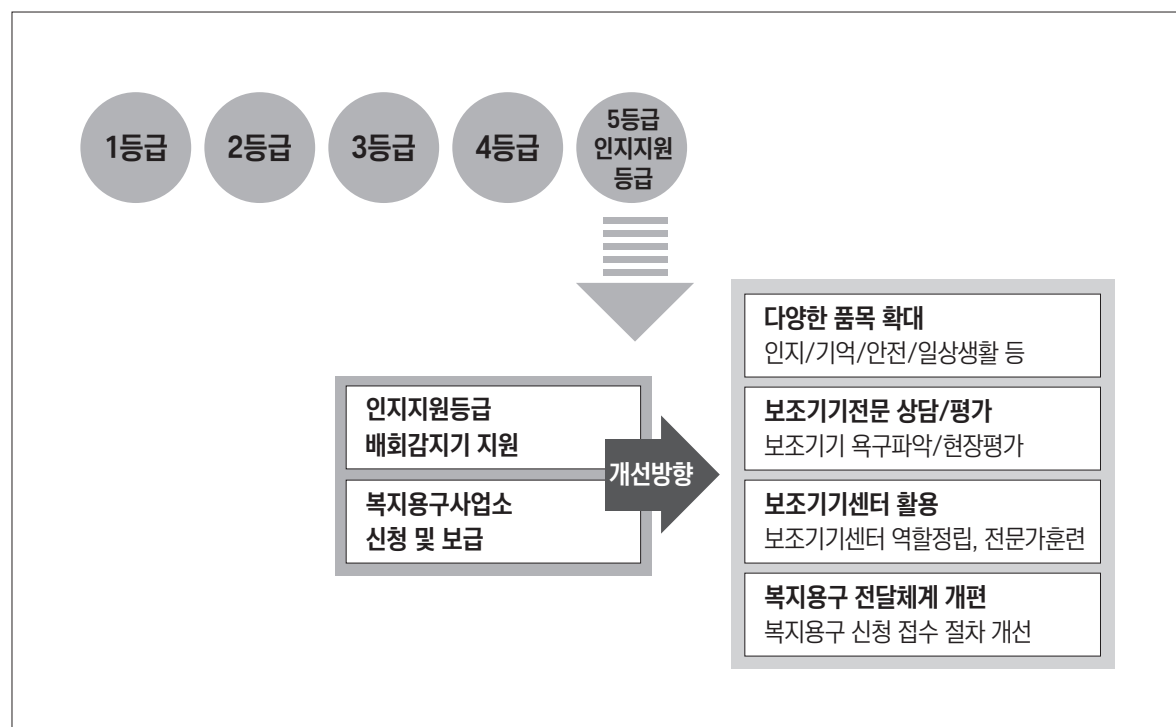 1등급
2등급
3등급
4등급
5등급
인지지원
등급
인지지원등급
배회감지기 지원
복지용구사업소
신청 및 보급
개선방향
다양한 품목 확대
인지/기억/안전/일상생활 등
보조기기전문 상담/평가
보조기기 욕구파악/현장평가
보조기기센터 활용
보조기기센터 역할정립, 전문가훈련
복지용구 전달체계 개편
복지용구 신청 접수 절차 개선